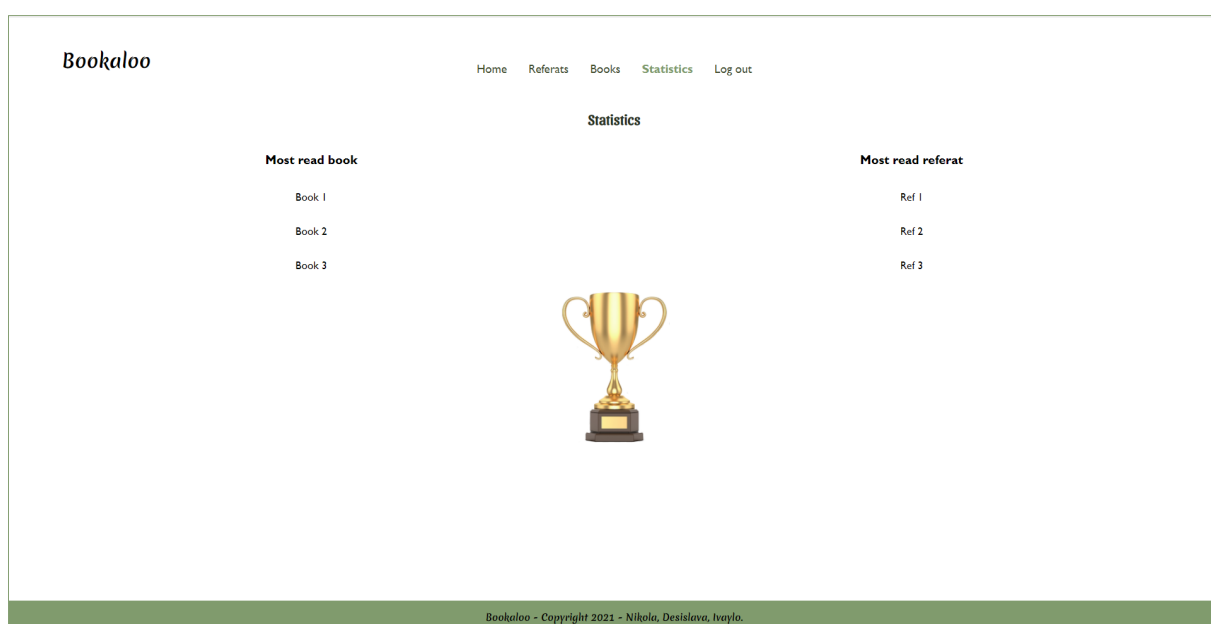 Bookaloo
Home Referats Books Statistics Log out
Statistics
Most read book
Book 1
Book 2
Book 3
Most read referat
Ref 1
Ref 2
Ref 3
Bookaloo - Copyright 2021 - Nikola, Desislava, Ivaylo.